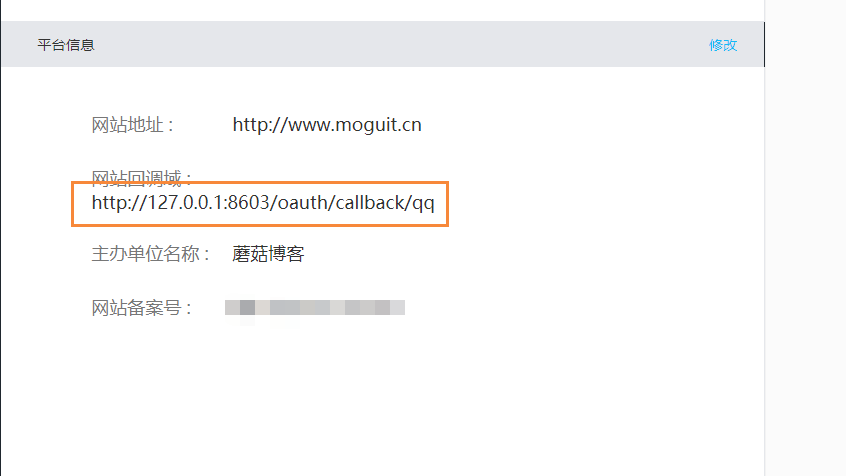 平台信息 修改
网站地址： http://www.moguit.cn
网站回调域：
http://127.0.0.1:8603/oauth/callback/qq
主办单位名称： 蘑菇博客
网站备案号：